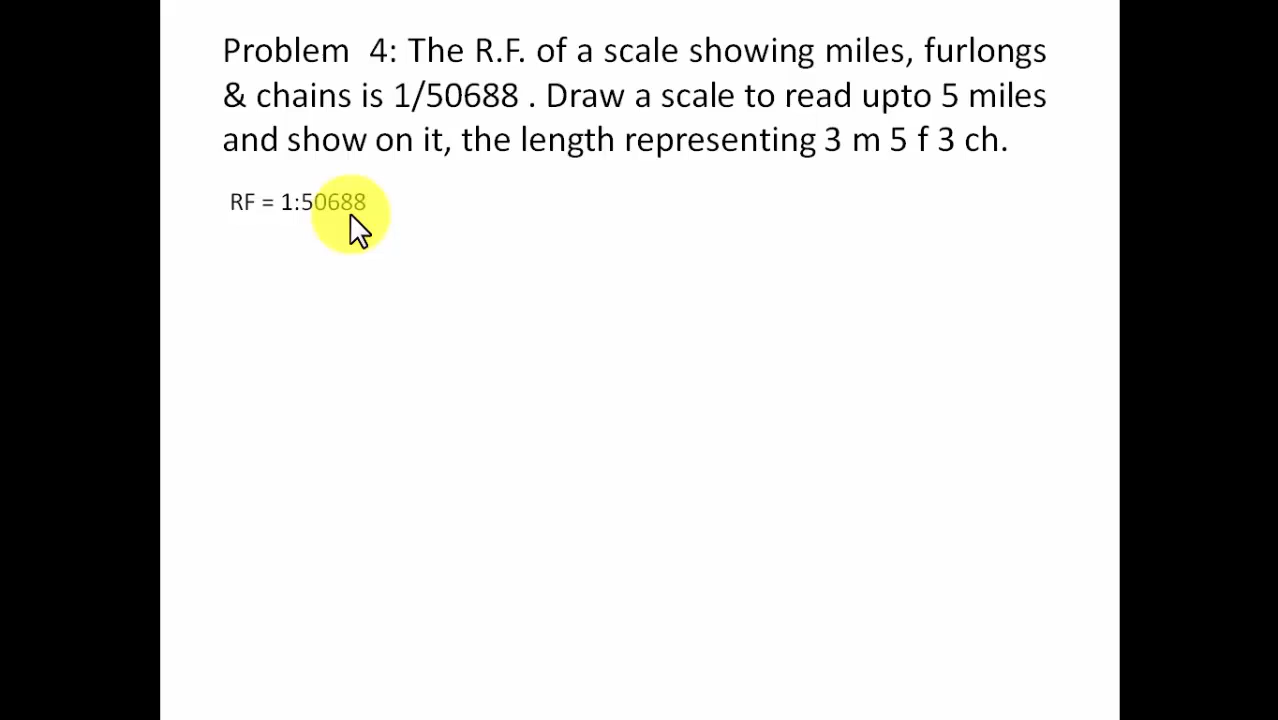 Problem  4: The R.F. of a scale showing miles, furlongs
& chains is 1/50688 . Draw a scale to read upto 5 miles
and show on it, the length representing 3 m 5 f 3 ch.
RF = 1:50688